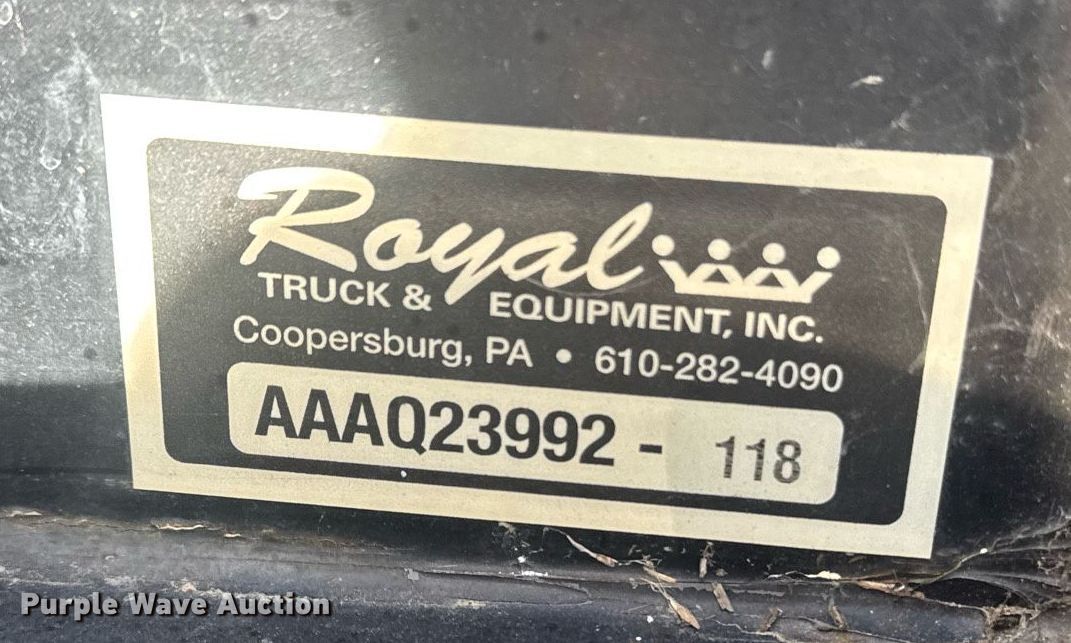 Royal
TRUCK & EQUIPMENT, INC.
Coopersburg, PA • 610-282-4090
AAAQ23992 - 118
Purple Wave Auction